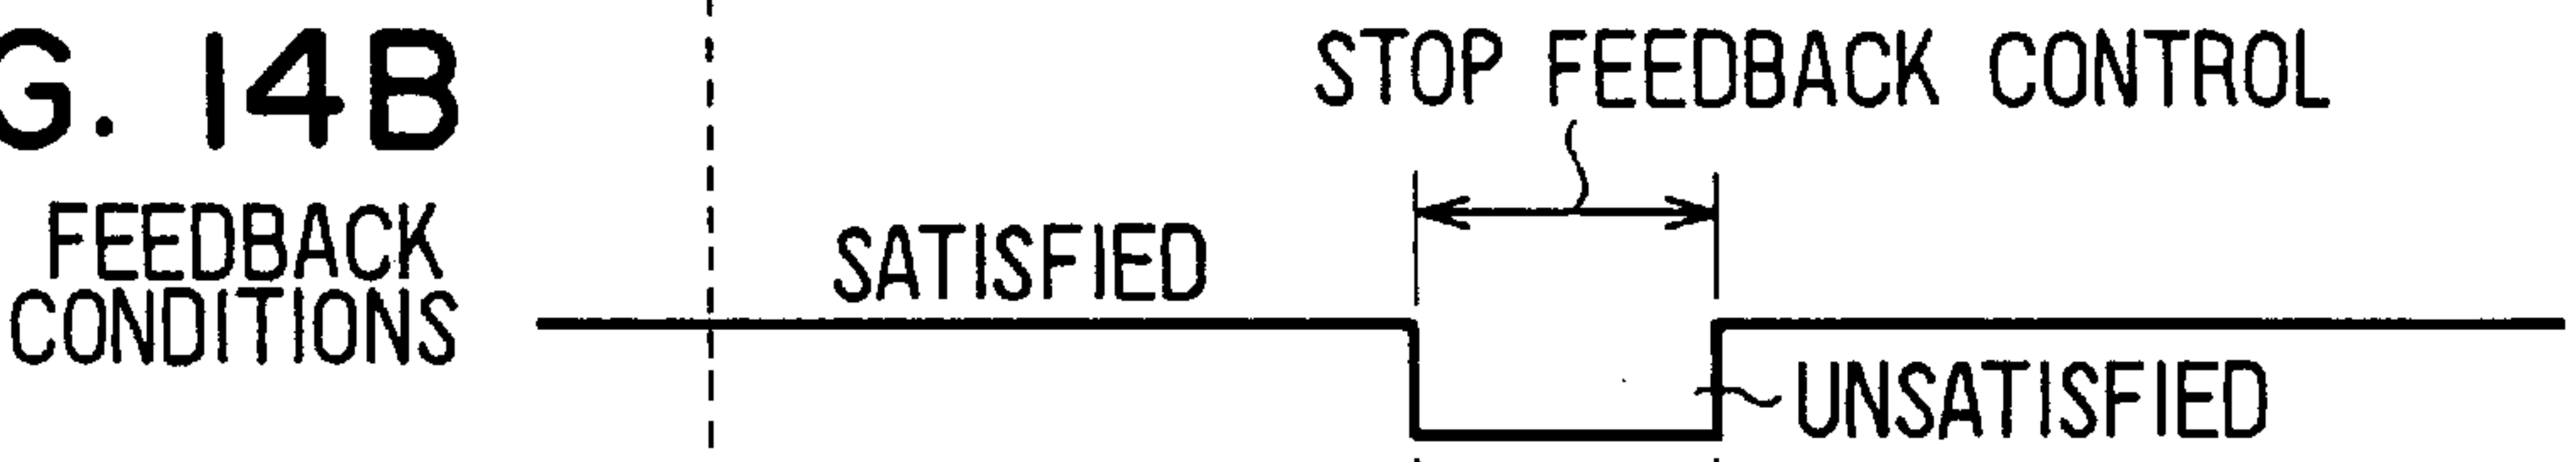 G. 14B
STOP FEEDBACK CONTROL
FEEDBACK
CONDITIONS
SATISFIED
UNSATISFIED